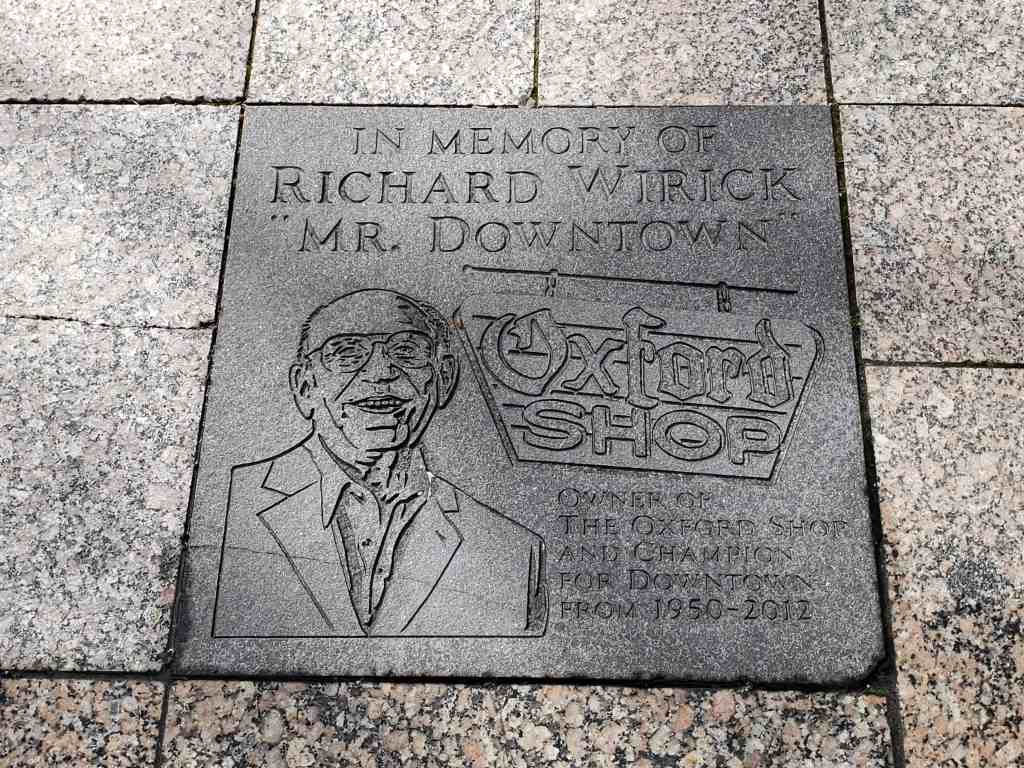 IN MEMORY OF
RICHARD WIRICK
"MR. DOWNTOWN"
Oxford
SHOP
OWNER OF
THE OXFORD SHOP
AND CHAMPION
FOR DOWNTOWN
FROM 1950-2012